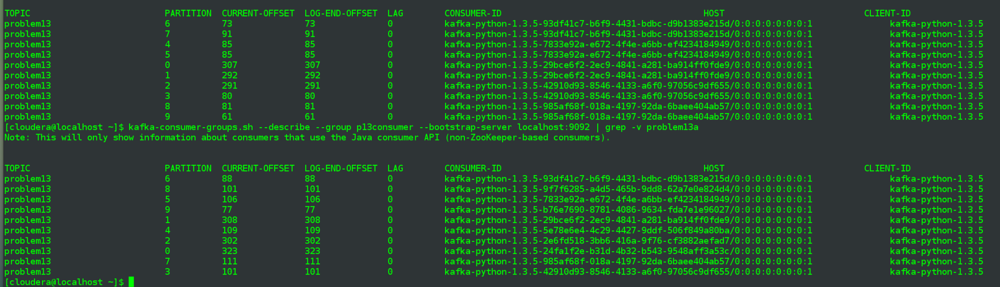 TOPIC PARTITION CURRENT-OFFSET LOG-END-OFFSET LAG CONSUMER-ID HOST CLIENT-ID
problem13 6 73 73 0 kafka-python-1.3.5-93df41c7-b6f9-4431-bdbc-d9b1383e215d/0:0:0:0:0:0:0:1 kafka-python-1.3.5
problem13 7 91 91 0 kafka-python-1.3.5-93df41c7-b6f9-4431-bdbc-d9b1383e215d/0:0:0:0:0:0:0:1 kafka-python-1.3.5
problem13 4 85 85 0 kafka-python-1.3.5-7833e92a-e672-4f4e-a6bb-ef4234184949/0:0:0:0:0:0:0:1 kafka-python-1.3.5
problem13 5 85 85 0 kafka-python-1.3.5-7833e92a-e672-4f4e-a6bb-ef4234184949/0:0:0:0:0:0:0:1 kafka-python-1.3.5
problem13 0 307 307 0 kafka-python-1.3.5-29bce6f2-2ec9-4841-a281-ba914ff0fde9/0:0:0:0:0:0:0:1 kafka-python-1.3.5
problem13 1 292 292 0 kafka-python-1.3.5-29bce6f2-2ec9-4841-a281-ba914ff0fde9/0:0:0:0:0:0:0:1 kafka-python-1.3.5
problem13 2 291 291 0 kafka-python-1.3.5-42910d93-8546-4133-a6f0-97056c9df655/0:0:0:0:0:0:0:1 kafka-python-1.3.5
problem13 3 80 80 0 kafka-python-1.3.5-42910d93-8546-4133-a6f0-97056c9df655/0:0:0:0:0:0:0:1 kafka-python-1.3.5
problem13 8 81 81 0 kafka-python-1.3.5-985af68f-018a-4197-92da-6baee404ab57/0:0:0:0:0:0:0:1 kafka-python-1.3.5
problem13 9 61 61 0 kafka-python-1.3.5-985af68f-018a-4197-92da-6baee404ab57/0:0:0:0:0:0:0:1 kafka-python-1.3.5
[cloudera@localhost ~]$ kafka-consumer-groups.sh --describe --group p13consumer --bootstrap-server localhost:9092 | grep -v problem13a
Note: This will only show information about consumers that use the Java consumer API (non-ZooKeeper-based consumers).
TOPIC PARTITION CURRENT-OFFSET LOG-END-OFFSET LAG CONSUMER-ID HOST CLIENT-ID
problem13 6 88 88 0 kafka-python-1.3.5-93df41c7-b6f9-4431-bdbc-d9b1383e215d/0:0:0:0:0:0:0:1 kafka-python-1.3.5
problem13 8 101 101 0 kafka-python-1.3.5-9f7f6285-a4d5-465b-9dd8-62a7e0e824d4/0:0:0:0:0:0:0:1 kafka-python-1.3.5
problem13 5 106 106 0 kafka-python-1.3.5-7833e92a-e672-4f4e-a6bb-ef4234184949/0:0:0:0:0:0:0:1 kafka-python-1.3.5
problem13 9 77 77 0 kafka-python-1.3.5-b76e7690-8781-4086-9634-fda7e1e96027/0:0:0:0:0:0:0:1 kafka-python-1.3.5
problem13 1 308 308 0 kafka-python-1.3.5-29bce6f2-2ec9-4841-a281-ba914ff0fde9/0:0:0:0:0:0:0:1 kafka-python-1.3.5
problem13 4 109 109 0 kafka-python-1.3.5-5e78e6e4-4c29-4427-9ddf-506f849a80ba/0:0:0:0:0:0:0:1 kafka-python-1.3.5
problem13 2 302 302 0 kafka-python-1.3.5-2e6fd518-3bb6-416a-9f76-cf3882aefad7/0:0:0:0:0:0:0:1 kafka-python-1.3.5
problem13 0 323 323 0 kafka-python-1.3.5-24fa1f2e-b31d-4b32-b543-9548aff3a53c/0:0:0:0:0:0:0:1 kafka-python-1.3.5
problem13 7 111 111 0 kafka-python-1.3.5-985af68f-018a-4197-92da-6baee404ab57/0:0:0:0:0:0:0:1 kafka-python-1.3.5
problem13 3 101 101 0 kafka-python-1.3.5-42910d93-8546-4133-a6f0-97056c9df655/0:0:0:0:0:0:0:1 kafka-python-1.3.5
[cloudera@localhost ~]$